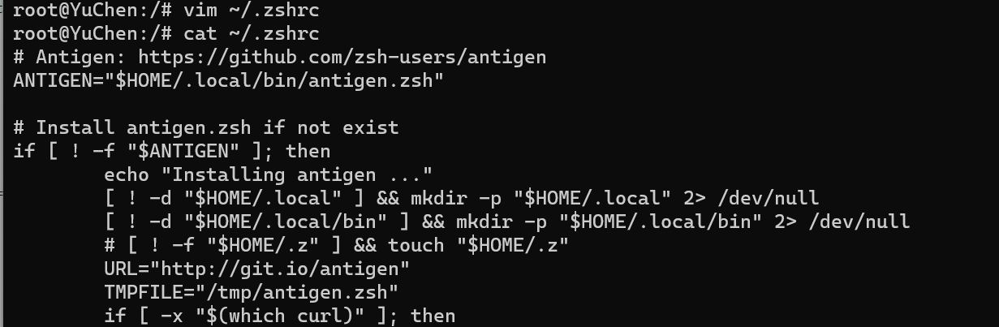 root@YuChen:/# vim ~/.zshrc
root@YuChen:/# cat ~/.zshrc
# Antigen: https://github.com/zsh-users/antigen
ANTIGEN="$HOME/.local/bin/antigen.zsh"
# Install antigen.zsh if not exist
if [ ! -f "$ANTIGEN" ]; then
        echo "Installing antigen ..."
        [ ! -d "$HOME/.local" ] && mkdir -p "$HOME/.local" 2> /dev/null
        [ ! -d "$HOME/.local/bin" ] && mkdir -p "$HOME/.local/bin" 2> /dev/null
        # [ ! -f "$HOME/.z" ] && touch "$HOME/.z"
        URL="http://git.io/antigen"
        TMPFILE="/tmp/antigen.zsh"
        if [ -x "$(which curl)" ]; then